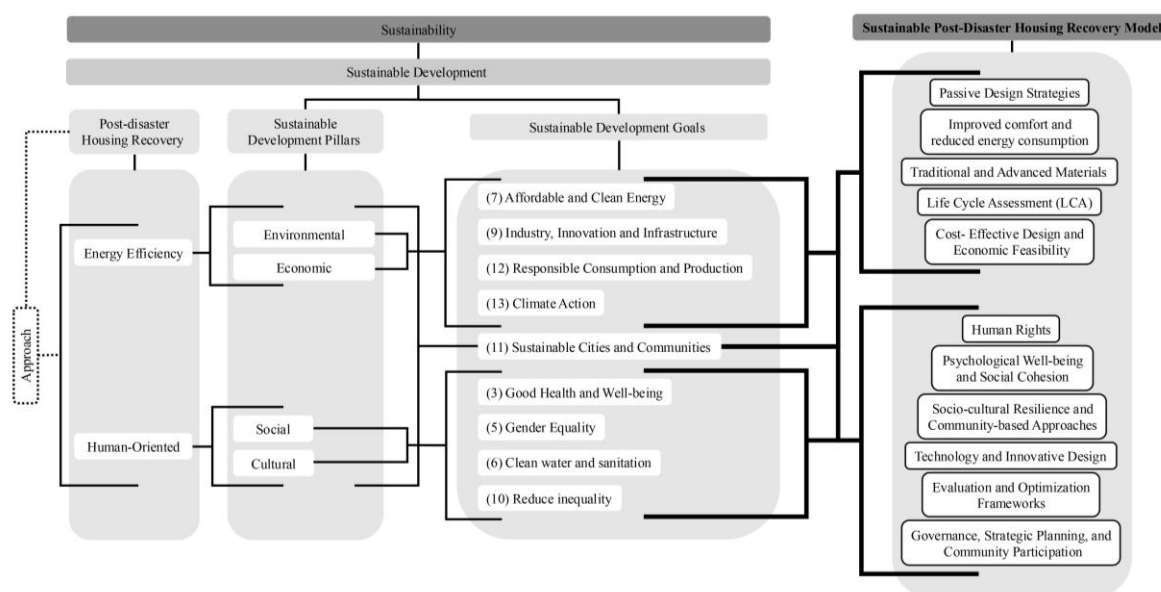 Sustainability
Sustainable Development
Post-disaster
Housing Recovery
Sustainable
Development Pillars
Sustainable Development Goals
Approach
Energy Efficiency
Human-Oriented
Environmental
Economic
Social
Cultural
(7) Affordable and Clean Energy
(9) Industry, Innovation and Infrastructure
(12) Responsible Consumption and Production
(13) Climate Action
(11) Sustainable Cities and Communities
(3) Good Health and Well-being
(5) Gender Equality
(6) Clean water and sanitation
(10) Reduce inequality
Sustainable Post-Disaster Housing Recovery Model
Passive Design Strategies
Improved comfort and
reduced energy consumption
Traditional and Advanced Materials
Life Cycle Assessment (LCA)
Cost- Effective Design and
Economic Feasibility
Human Rights
Psychological Well-being
and Social Cohesion
Socio-cultural Resilience and
Community-based Approaches
Technology and Innovative Design
Evaluation and Optimization
Frameworks
Governance, Strategic Planning, and
Community Participation